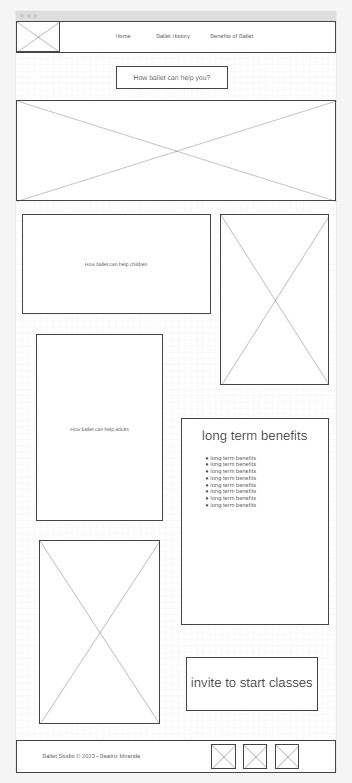 Home Ballet History Benefits of Ballet
How ballet can help you?
How ballet can help children
How ballet can help adults
long term benefits
● long term benefits
● long term benefits
● long term benefits
● long term benefits
● long term benefits
● long term benefits
● long term benefits
● long term benefits
invite to start classes
Ballet Studio © 2023 - Beatriz Miranda